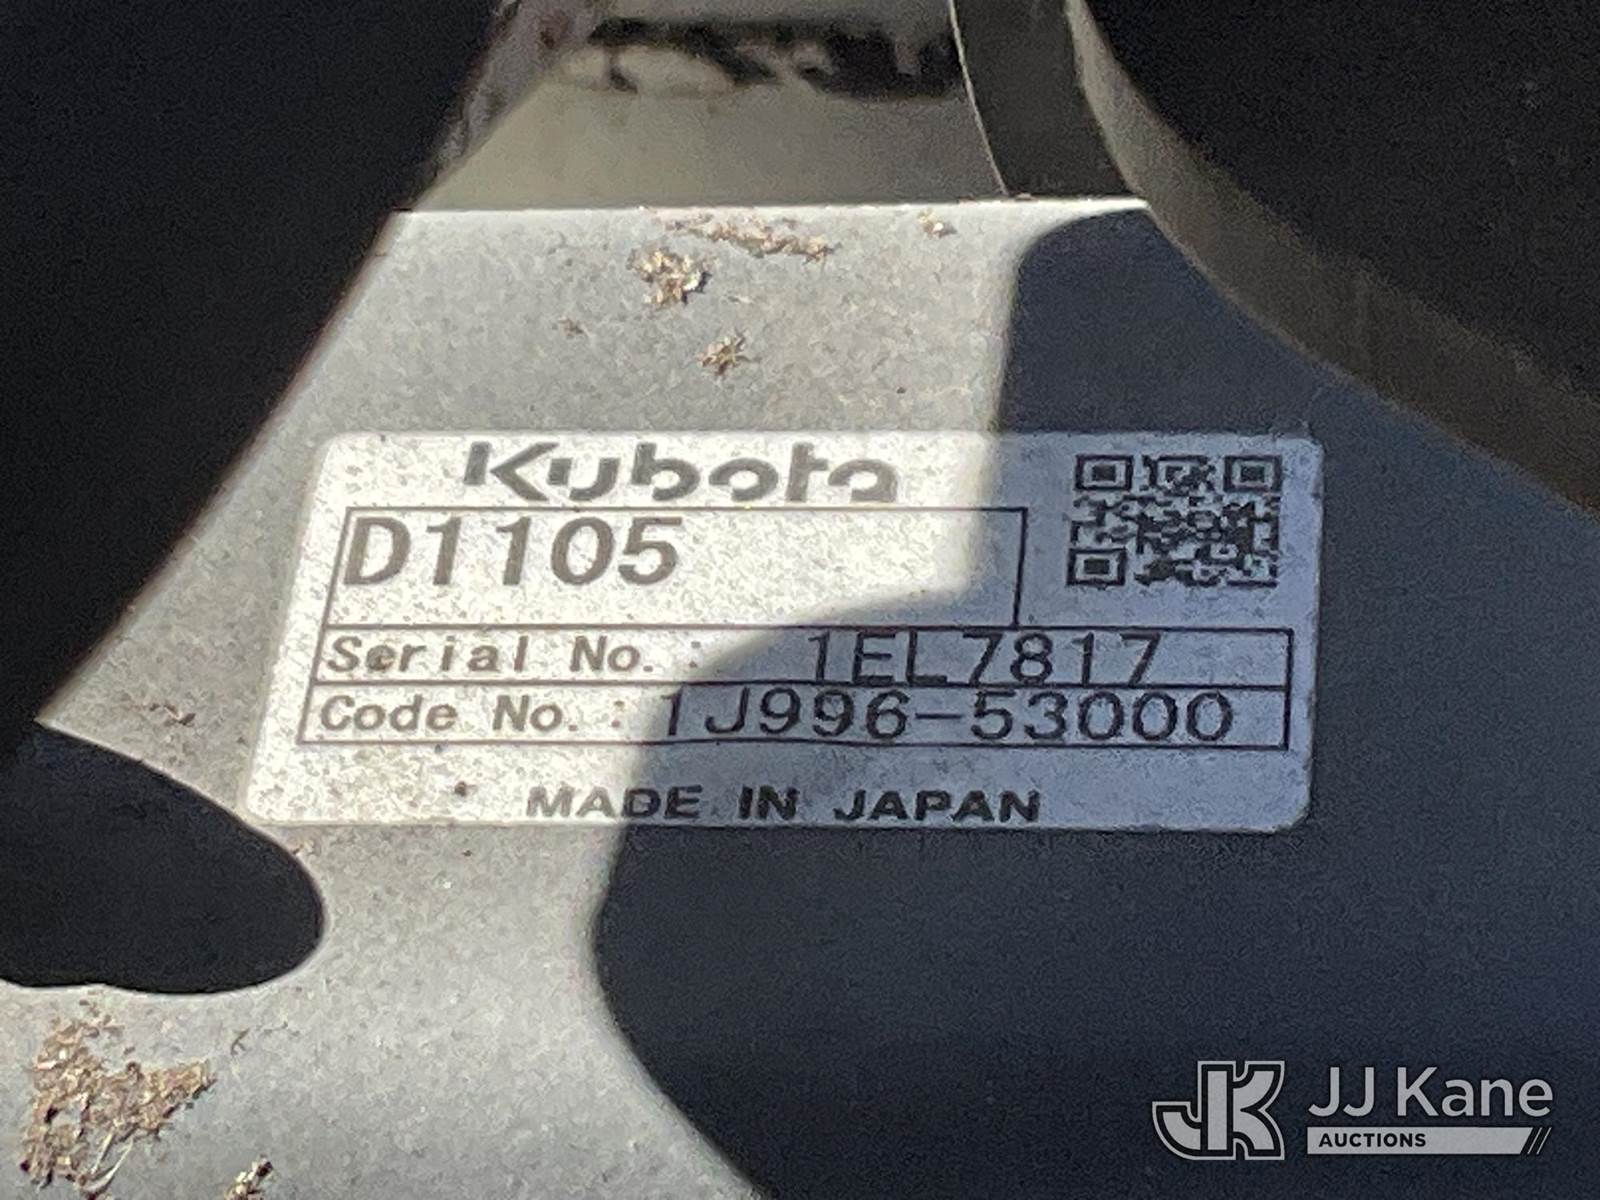 Kubota
D1105
Serial No. : 1EL7817
Code No. : 1J996-53000
MADE IN JAPAN
JK JJ Kane
AUCTIONS